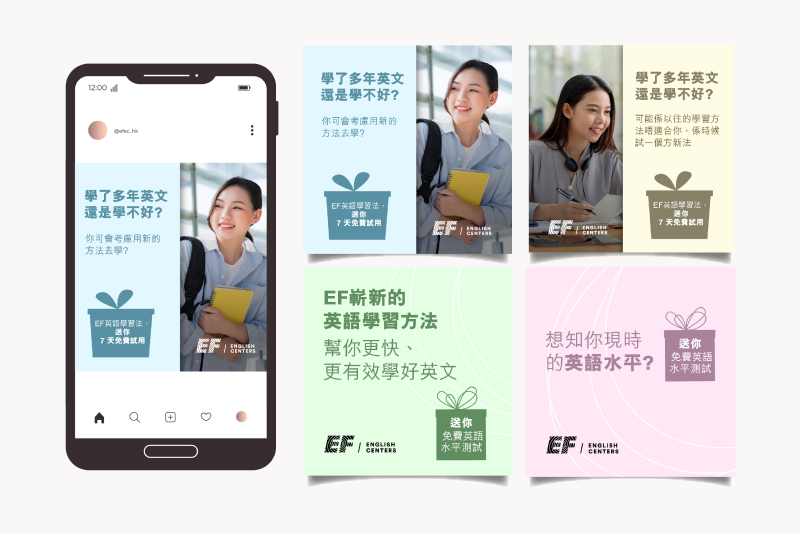 12:00
@efec_hk
學了多年英文
還是學不好?
你可會考慮用新的
方法去學?
EF英語學習法，
送你
7 天免費試用
EF
ENGLISH
CENTERS
學了多年英文
還是學不好?
你可會考慮用新的
方法去學?
EF英語學習法，
送你
7 天免費試用
EF
ENGLISH
CENTERS
學了多年英文
還是學不好?
可能係以往的學習方
法唔適合你，係時候
試一個方新法
EF英語學習法，
送你
7 天免費試用
EF
ENGLISH
CENTERS
EF嶄新的
英語學習方法
幫你更快、
更有效學好英文
送你
免費英語
水平測試
EF
ENGLISH
CENTERS
想知你現時
的英語水平?
送你
免費英語
水平測試
EF
ENGLISH
CENTERS